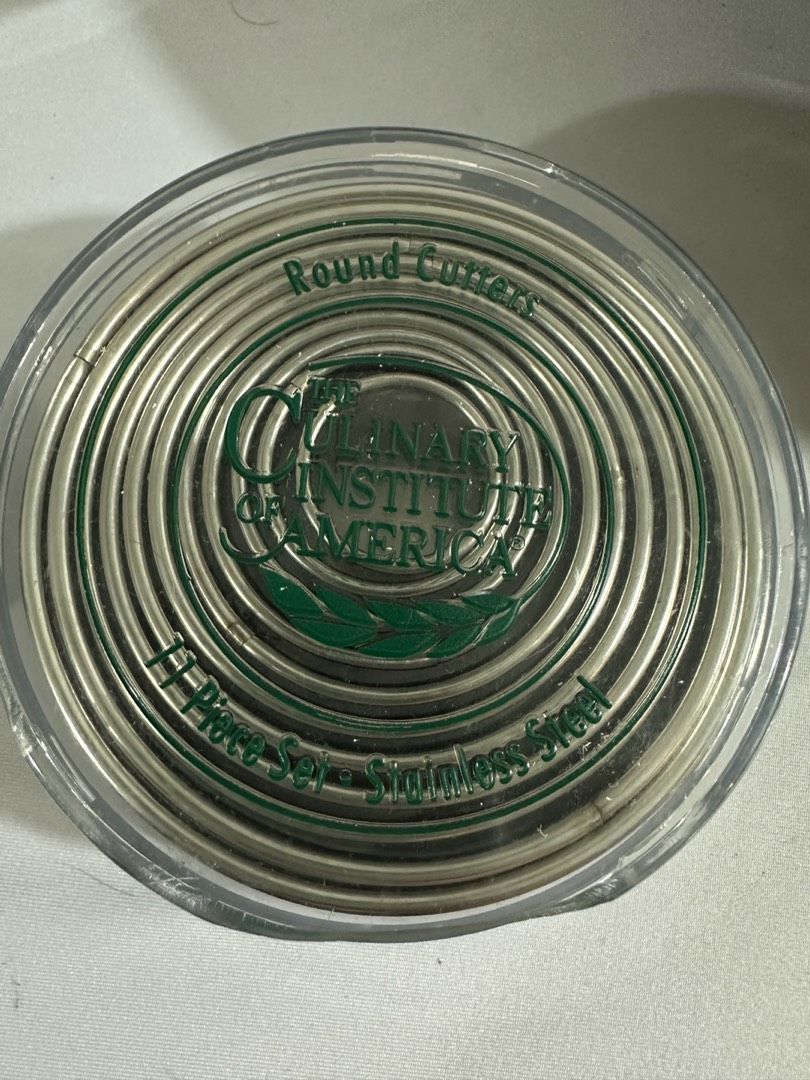 Round Cutters
THE
CULINARY
INSTITUTE
OF AMERICA®
11 Piece Set • Stainless Steel